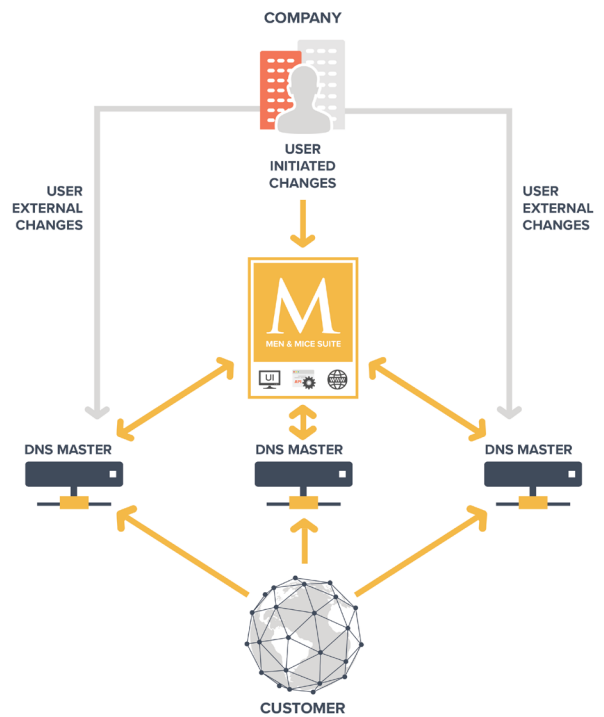 COMPANY
USER
INITIATED
CHANGES
USER
EXTERNAL
CHANGES
USER
EXTERNAL
CHANGES
M
MEN & MICE SUITE
UI
API
WWW
DNS MASTER
DNS MASTER
DNS MASTER
CUSTOMER